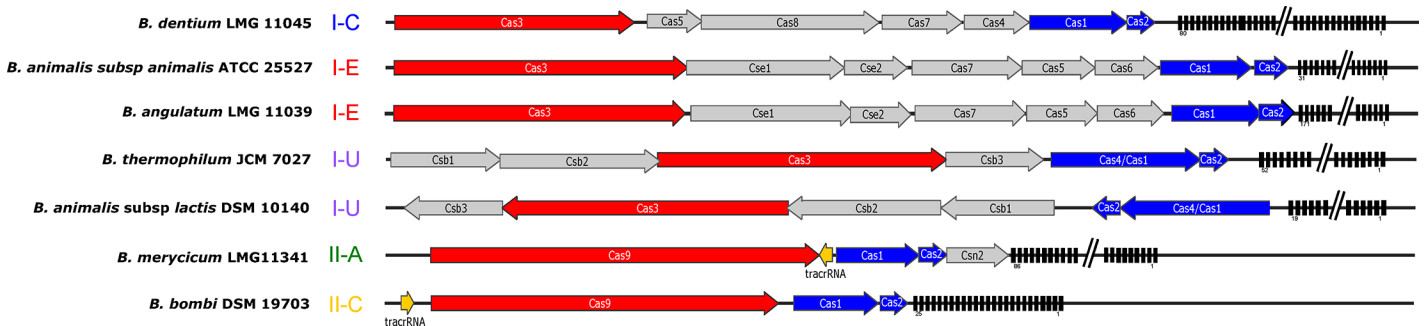 B. dentium LMG 11045 I-C Cas3 Cas5 Cas8 Cas7 Cas4 Cas1 Cas2
80 1
B. animalis subsp animalis ATCC 25527 I-E Cas3 Cse1 Cse2 Cas7 Cas5 Cas6 Cas1 Cas2
31 1
B. angulatum LMG 11039 I-E Cas3 Cse1 Cse2 Cas7 Cas5 Cas6 Cas1 Cas2
171 1
B. thermophilum JCM 7027 I-U Csb1 Csb2 Cas3 Csb3 Cas4/Cas1 Cas2
52 1
B. animalis subsp lactis DSM 10140 I-U Csb3 Cas3 Csb2 Csb1 Cas2 Cas4/Cas1
19 1
B. merycicum LMG11341 II-A Cas9 Cas1 Cas2 Csn2
tracrRNA 86 1
B. bombi DSM 19703 II-C Cas9 Cas1 Cas2
tracrRNA 25 1